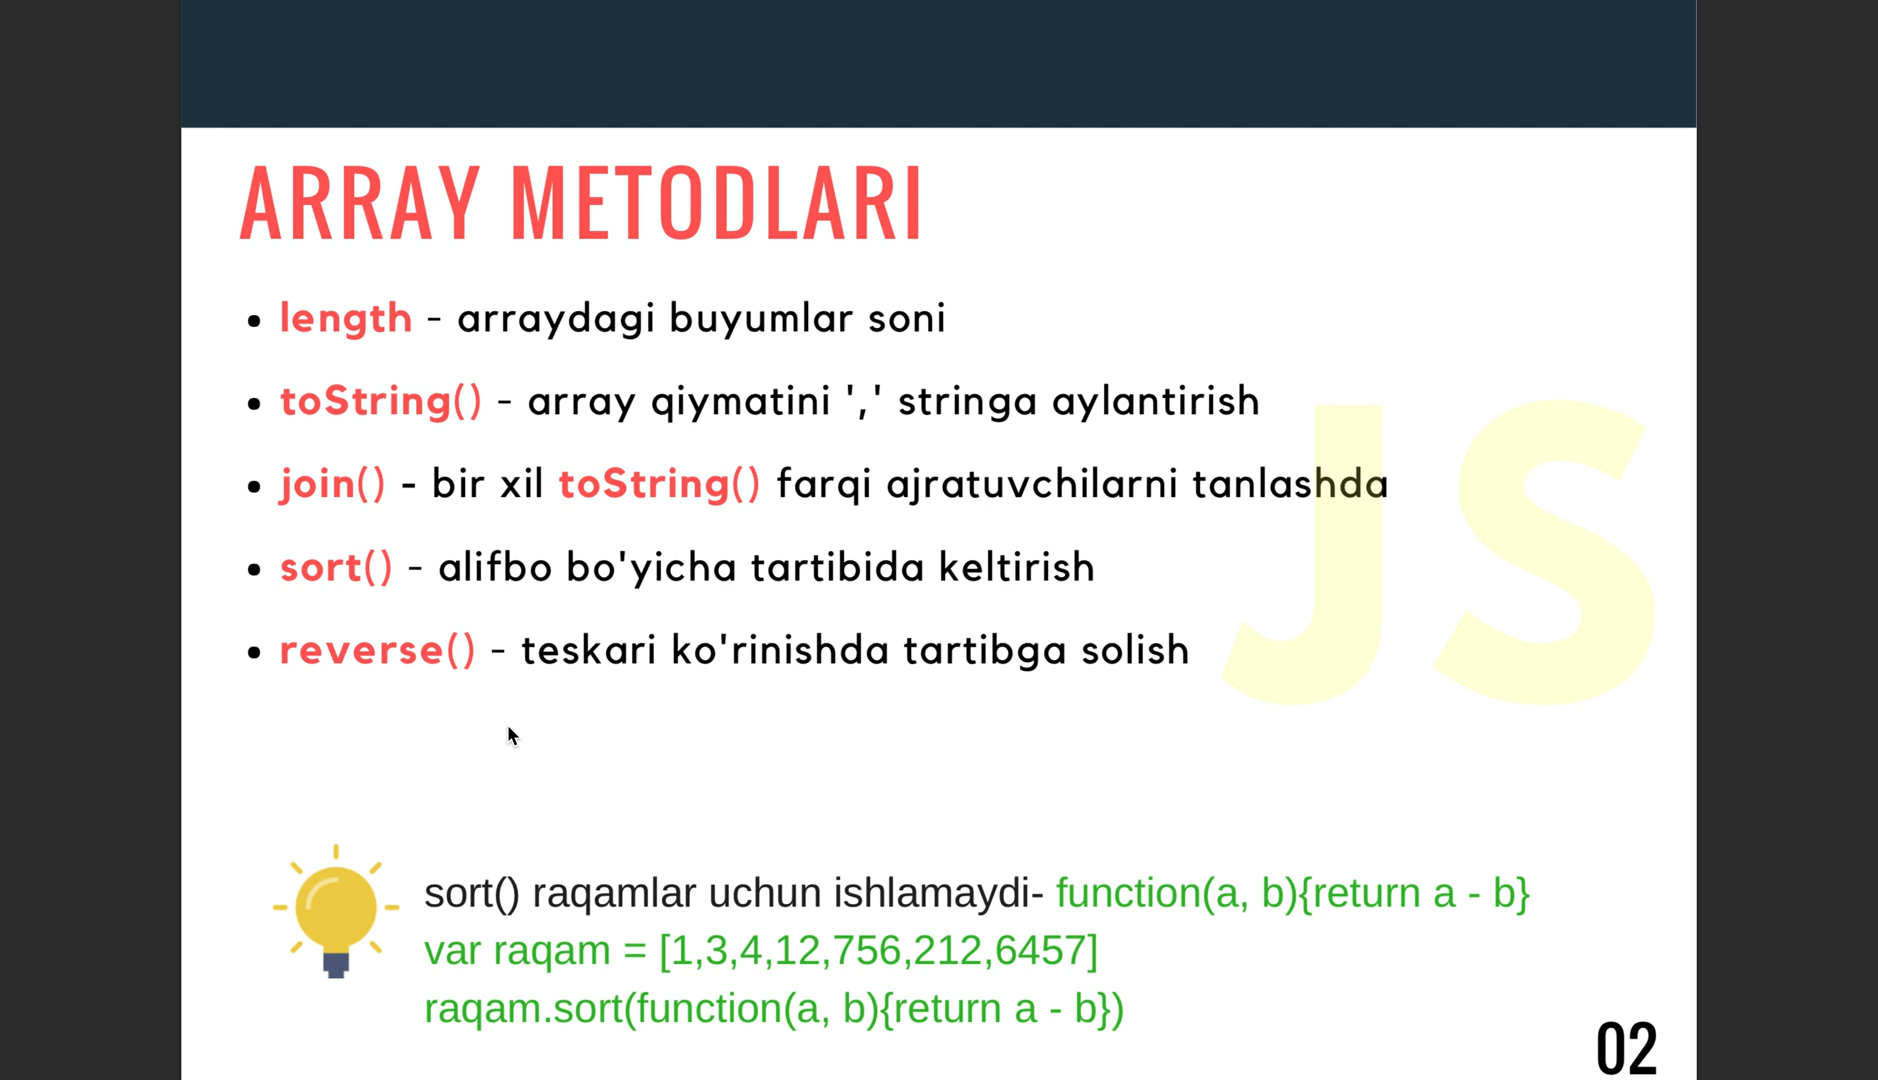 ARRAY METODLARI
• length - arraydagi buyumlar soni
• toString() - array qiymatini ',' stringa aylantirish
• join() - bir xil toString() farqi ajratuvchilarni tanlashda
• sort() - alifbo bo'yicha tartibida keltirish
• reverse() - teskari ko'rinishda tartibga solish
JS
sort() raqamlar uchun ishlamaydi- function(a, b){return a - b}
var raqam = [1,3,4,12,756,212,6457]
raqam.sort(function(a, b){return a - b})
02